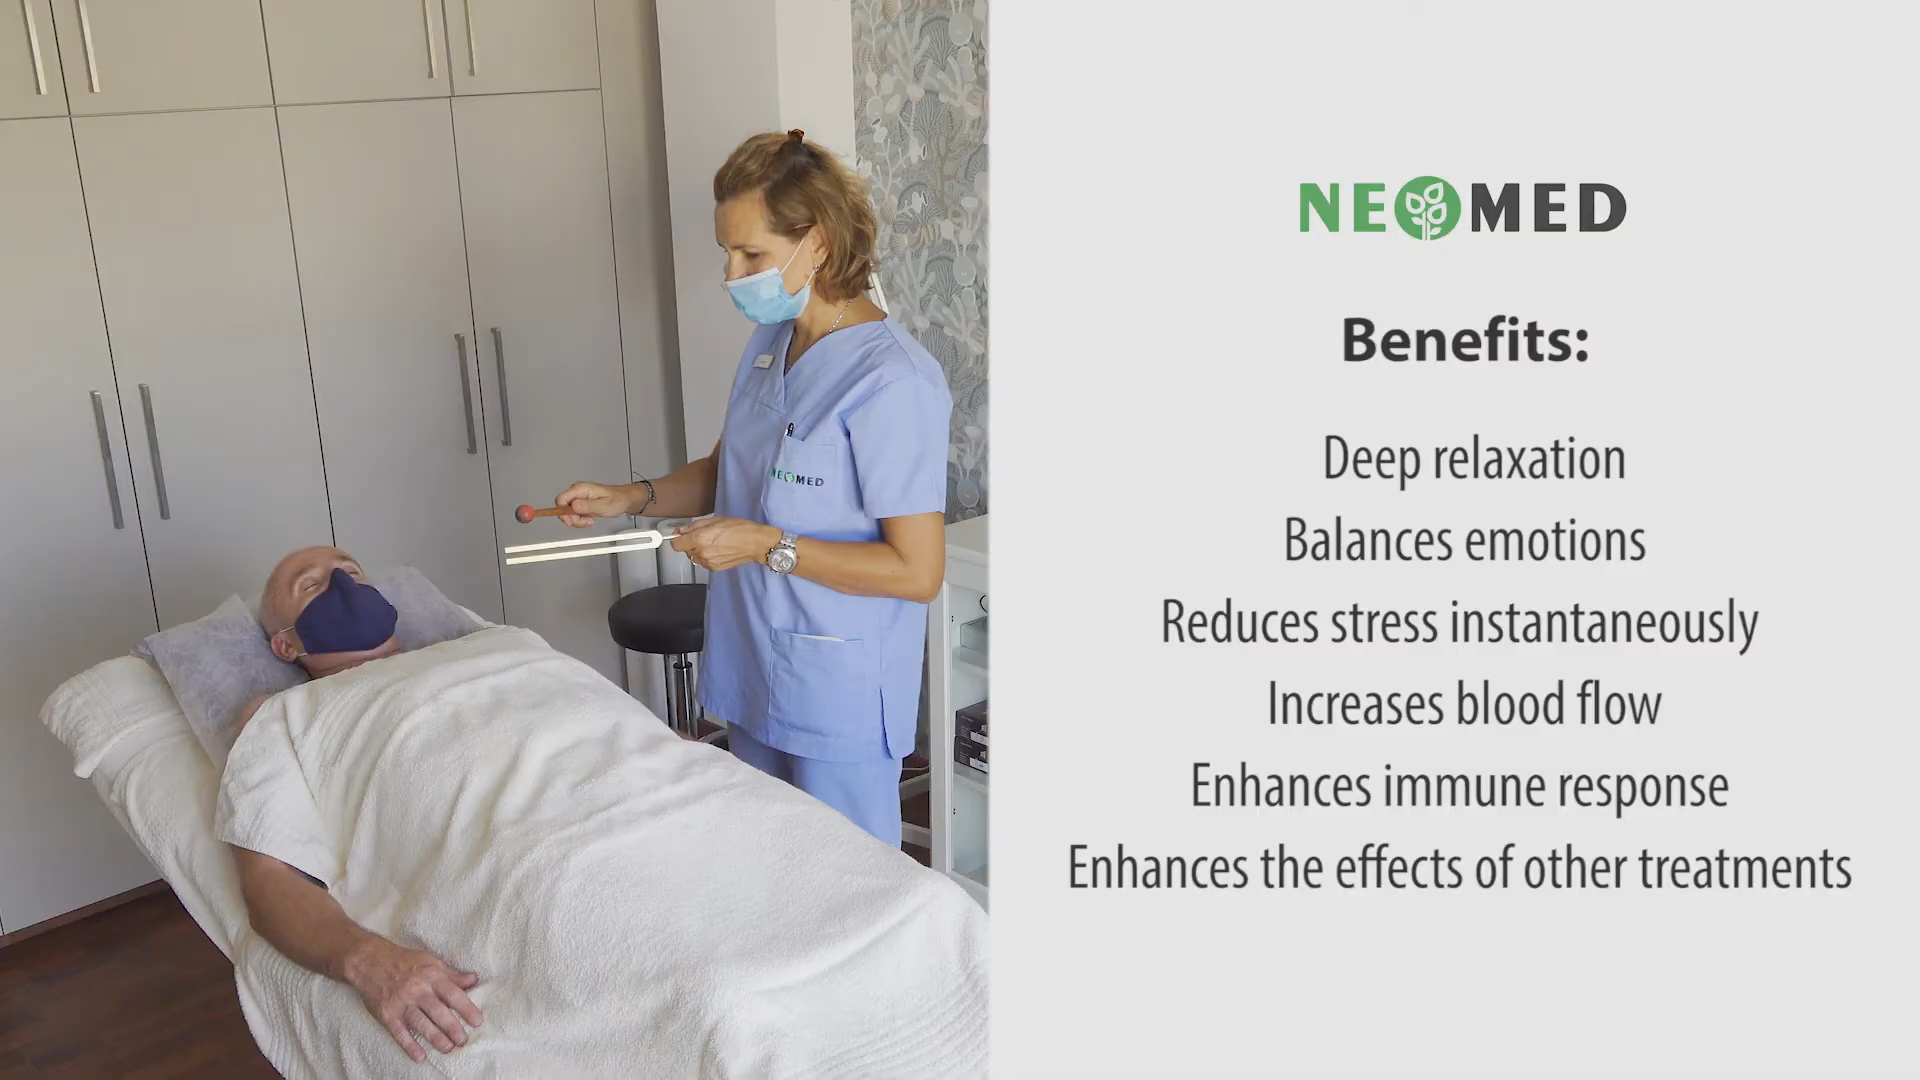 NEOMED
Benefits:
Deep relaxation
Balances emotions
Reduces stress instantaneously
Increases blood flow
Enhances immune response
Enhances the effects of other treatments
NEOMED